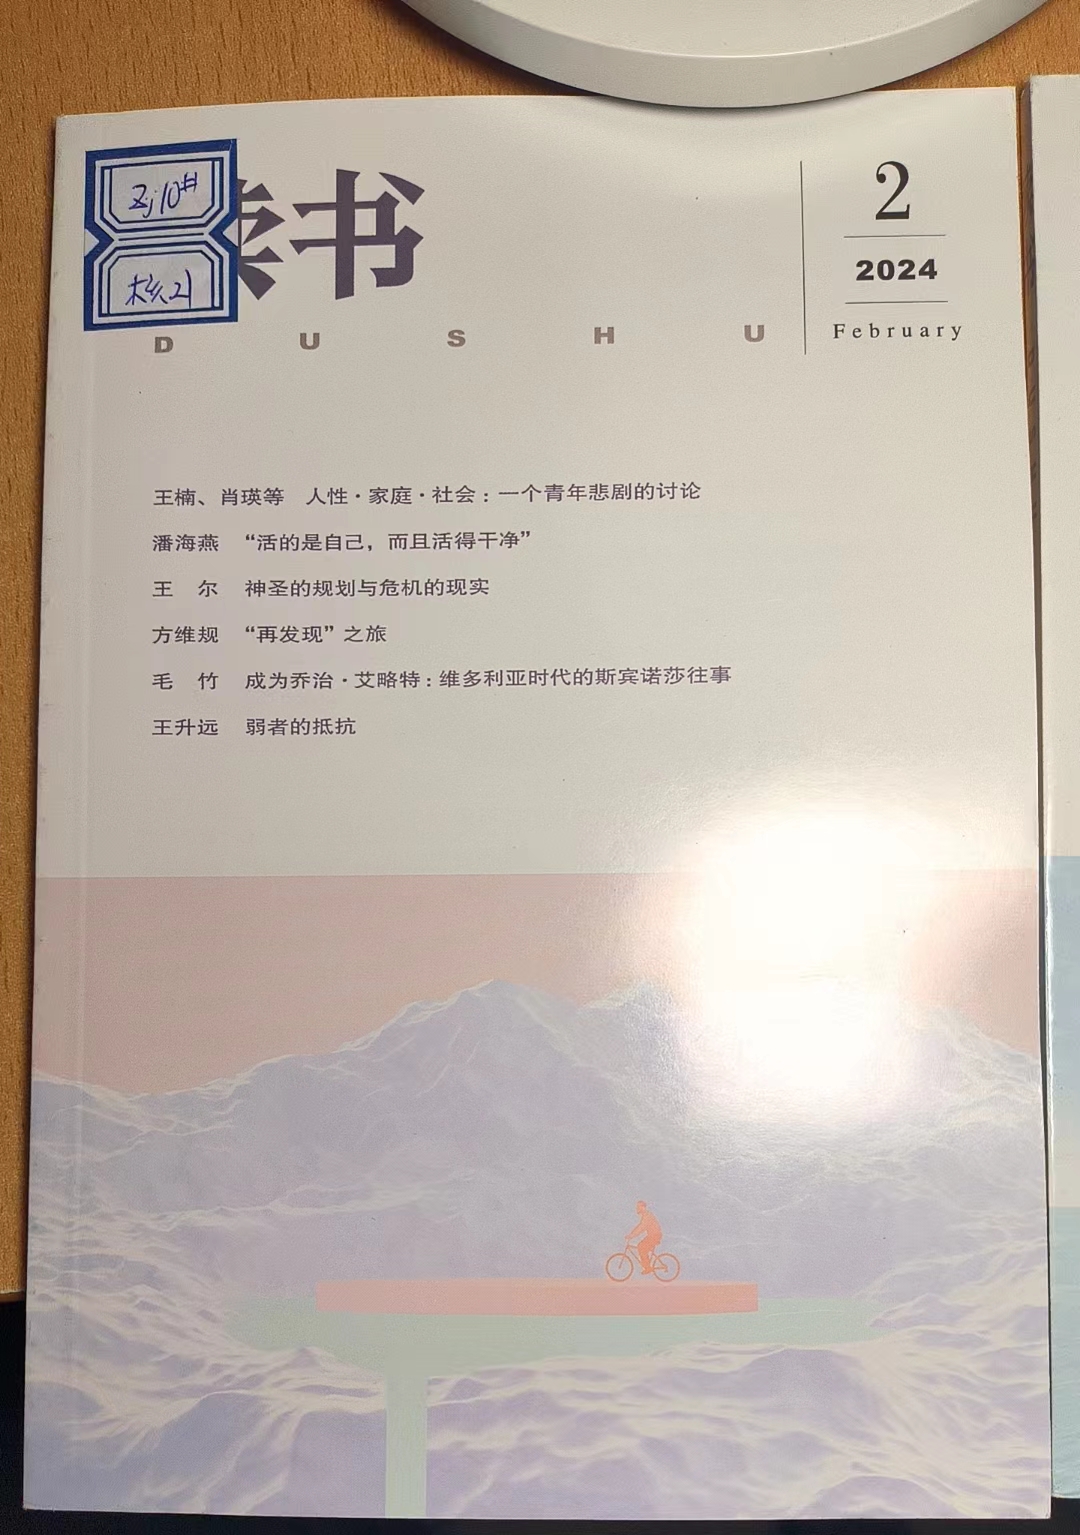 读书
DUSHU
2
2024
February
王楠、肖瑛等 人性·家庭·社会:一个青年悲剧的讨论
潘海燕 “活的是自己，而且活得干净”
王 尔 神圣的规划与危机的现实
方维规 “再发现”之旅
毛 竹 成为乔治·艾略特:维多利亚时代的斯宾诺莎往事
王升远 弱者的抵抗